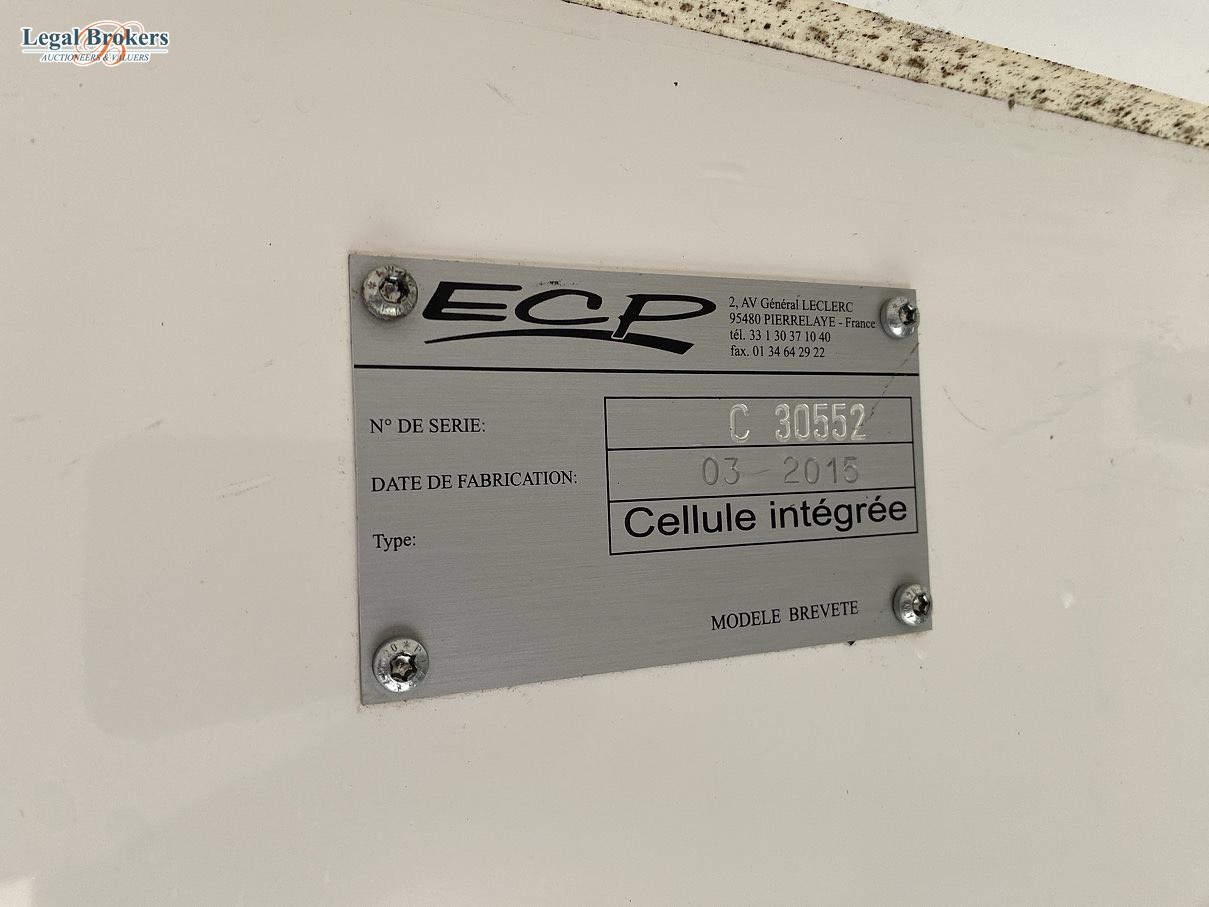 Legal Brokers
AUCTIONEERS & VALUERS
ECP
2, AV Général LECLERC
95480 PIERRELAYE - France
tél. 33 1 30 37 10 40
fax. 01 34 64 29 22
N° DE SERIE: C 30552
DATE DE FABRICATION: 03 - 2015
Type: Cellule intégrée
MODELE BREVETE